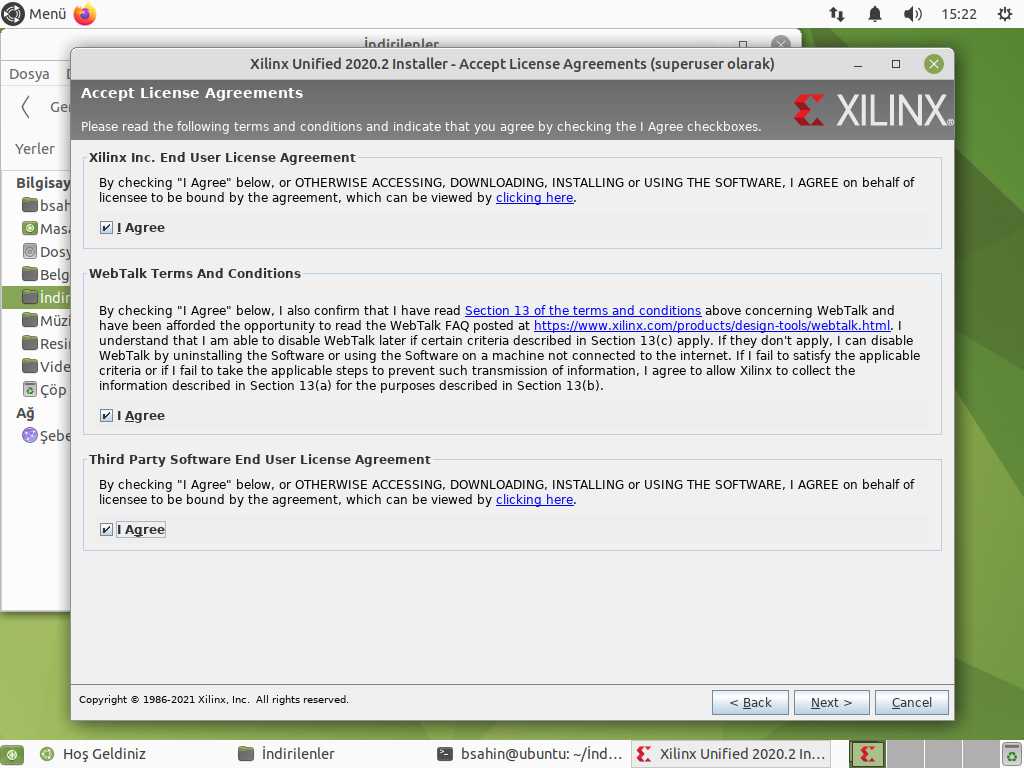 Menü
15:22
İndirilenler
Dosya
Xilinx Unified 2020.2 Installer - Accept License Agreements (superuser olarak)
Accept License Agreements
Please read the following terms and conditions and indicate that you agree by checking the I Agree checkboxes.
XILINX®
Yerler
Bilgisay
bsah
Masa
Dosy
Belg
İndir
Müzi
Resi
Vide
Çöp
Ağ
Şebe
Xilinx Inc. End User License Agreement
By checking "I Agree" below, or OTHERWISE ACCESSING, DOWNLOADING, INSTALLING or USING THE SOFTWARE, I AGREE on behalf of
licensee to be bound by the agreement, which can be viewed by clicking here.
I Agree
WebTalk Terms And Conditions
By checking "I Agree" below, I also confirm that I have read Section 13 of the terms and conditions above concerning WebTalk and
have been afforded the opportunity to read the WebTalk FAQ posted at https://www.xilinx.com/products/design-tools/webtalk.html. I
understand that I am able to disable WebTalk later if certain criteria described in Section 13(c) apply. If they don't apply, I can disable
WebTalk by uninstalling the Software or using the Software on a machine not connected to the internet. If I fail to satisfy the applicable
criteria or if I fail to take the applicable steps to prevent such transmission of information, I agree to allow Xilinx to collect the
information described in Section 13(a) for the purposes described in Section 13(b).
I Agree
Third Party Software End User License Agreement
By checking "I Agree" below, or OTHERWISE ACCESSING, DOWNLOADING, INSTALLING or USING THE SOFTWARE, I AGREE on behalf of
licensee to be bound by the agreement, which can be viewed by clicking here.
I Agree
Copyright © 1986-2021 Xilinx, Inc. All rights reserved.
< Back
Next >
Cancel
Hoş Geldiniz
İndirilenler
bsahin@ubuntu: ~/İnd...
Xilinx Unified 2020.2 In...